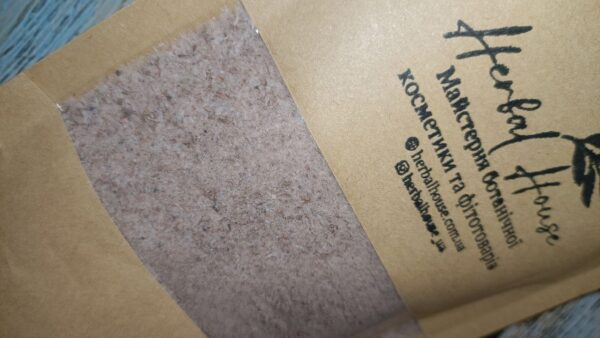 Herbal House
Майстерня ботанічної
косметики та фітотоварів
herbalhouse.com.ua
herbalhouse_ua